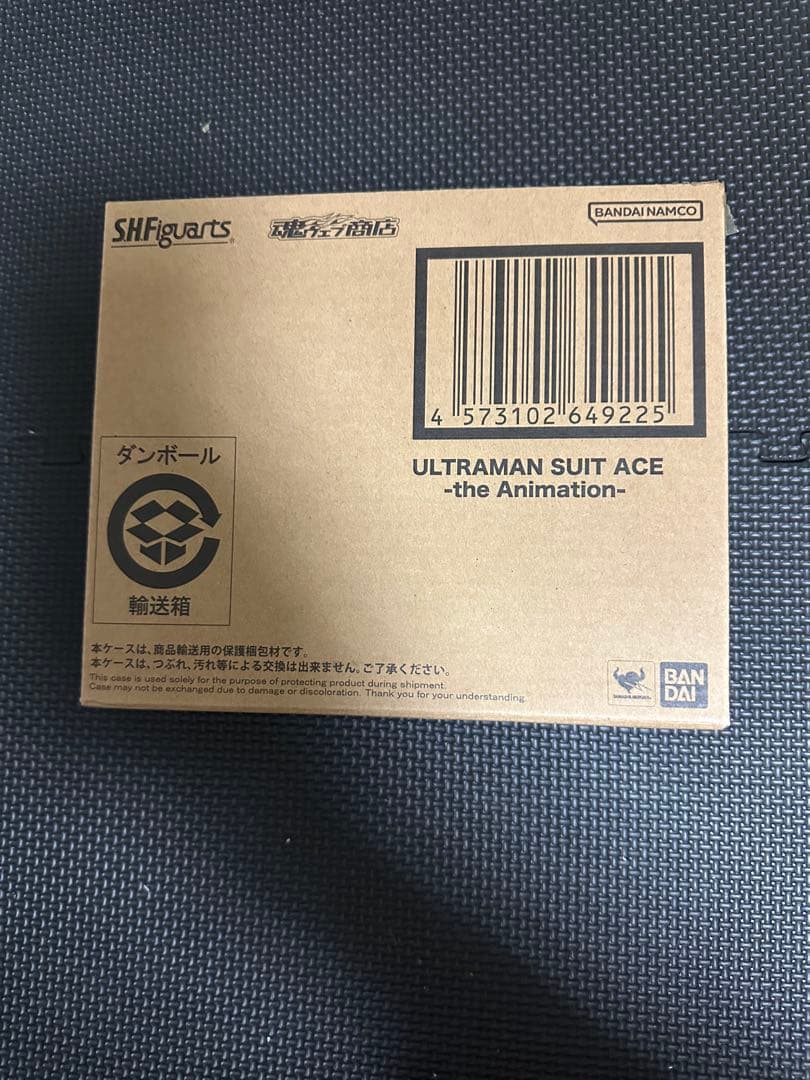 S.H.Figuarts
魂ウェブ商店
BANDAI NAMCO
4 573102 649225
ULTRAMAN SUIT ACE
-the Animation-
ダンボール
輸送箱
本ケースは、商品輸送用の保護梱包材です。
本ケースは、つぶれ、汚れ等による交換は出来ません。ご了承ください。
This case is used solely for the purpose of protecting product during shipment.
Case may not be exchanged due to damage or discoloration. Thank you for your understanding.
TAMASHII NATIONS
BAN
DAI